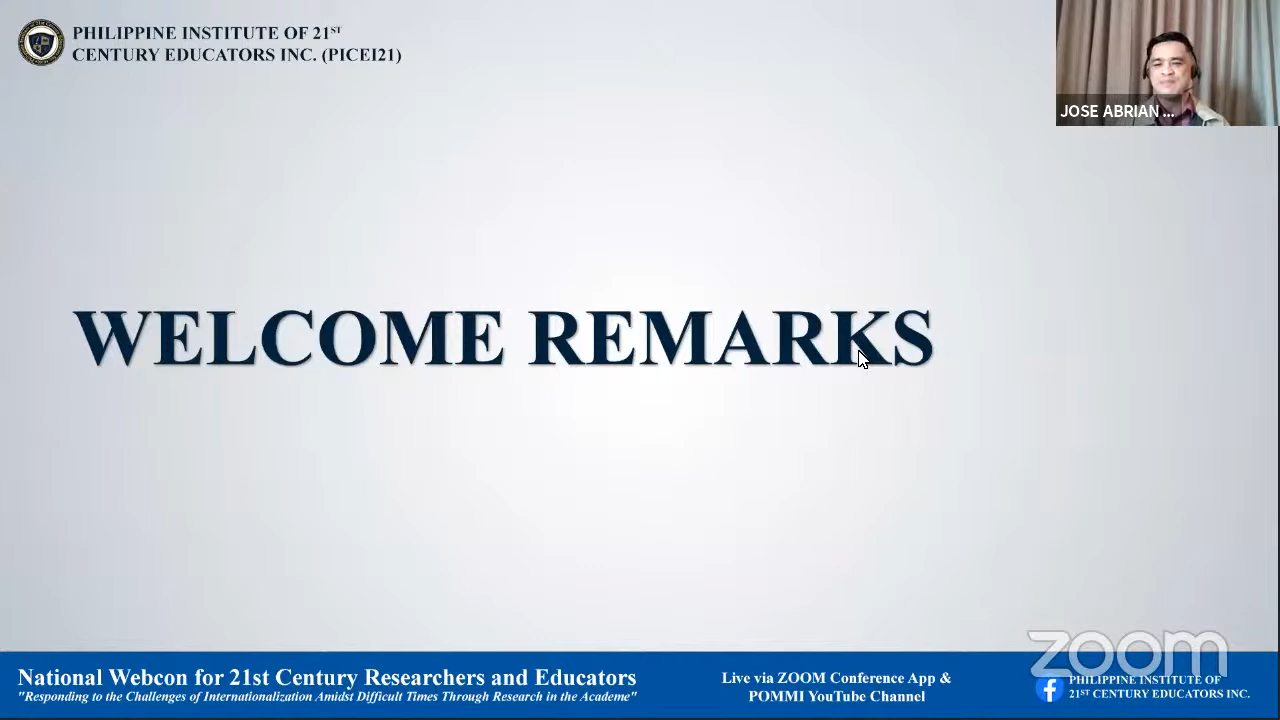 PHILIPPINE INSTITUTE OF 21ST
CENTURY EDUCATORS INC. (PICEI21)
JOSE ABRIAN ...
WELCOME REMARKS
zoom
National Webcon for 21st Century Researchers and Educators
"Responding to the Challenges of Internationalization Amidst Difficult Times Through Research in the Academe"
Live via ZOOM Conference App &
POMMI YouTube Channel
PHILIPPINE INSTITUTE OF
21ST CENTURY EDUCATORS INC.